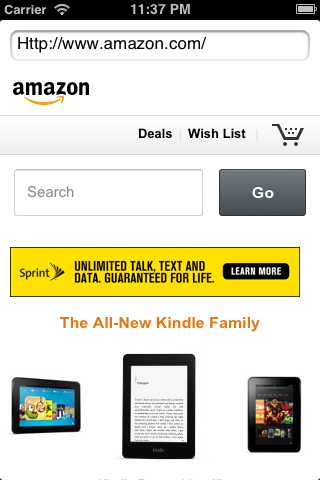 Carrier 11:37 PM
Http://www.amazon.com/
amazon
Deals Wish List
Search Go
Sprint UNLIMITED TALK, TEXT AND
DATA. GUARANTEED FOR LIFE. LEARN MORE
The All-New Kindle Family
kindle